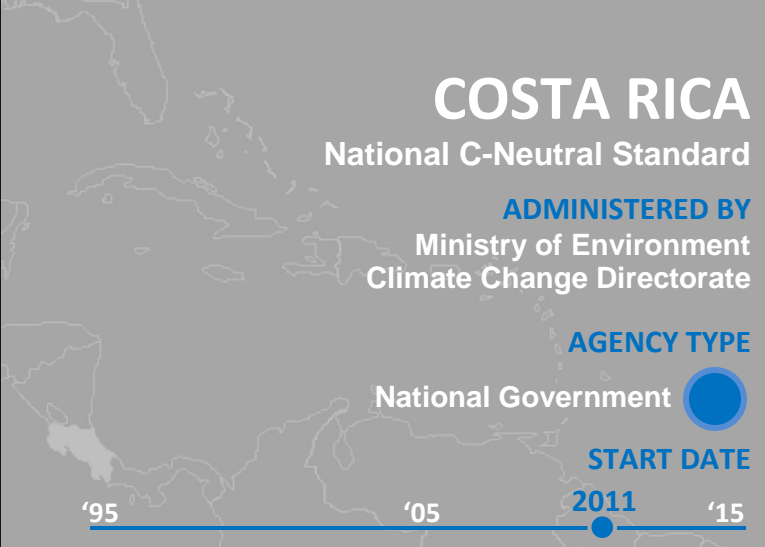 COSTA RICA
National C-Neutral Standard
ADMINISTERED BY
Ministry of Environment
Climate Change Directorate
AGENCY TYPE
National Government
START DATE
2011
‘95 ‘05 ‘15